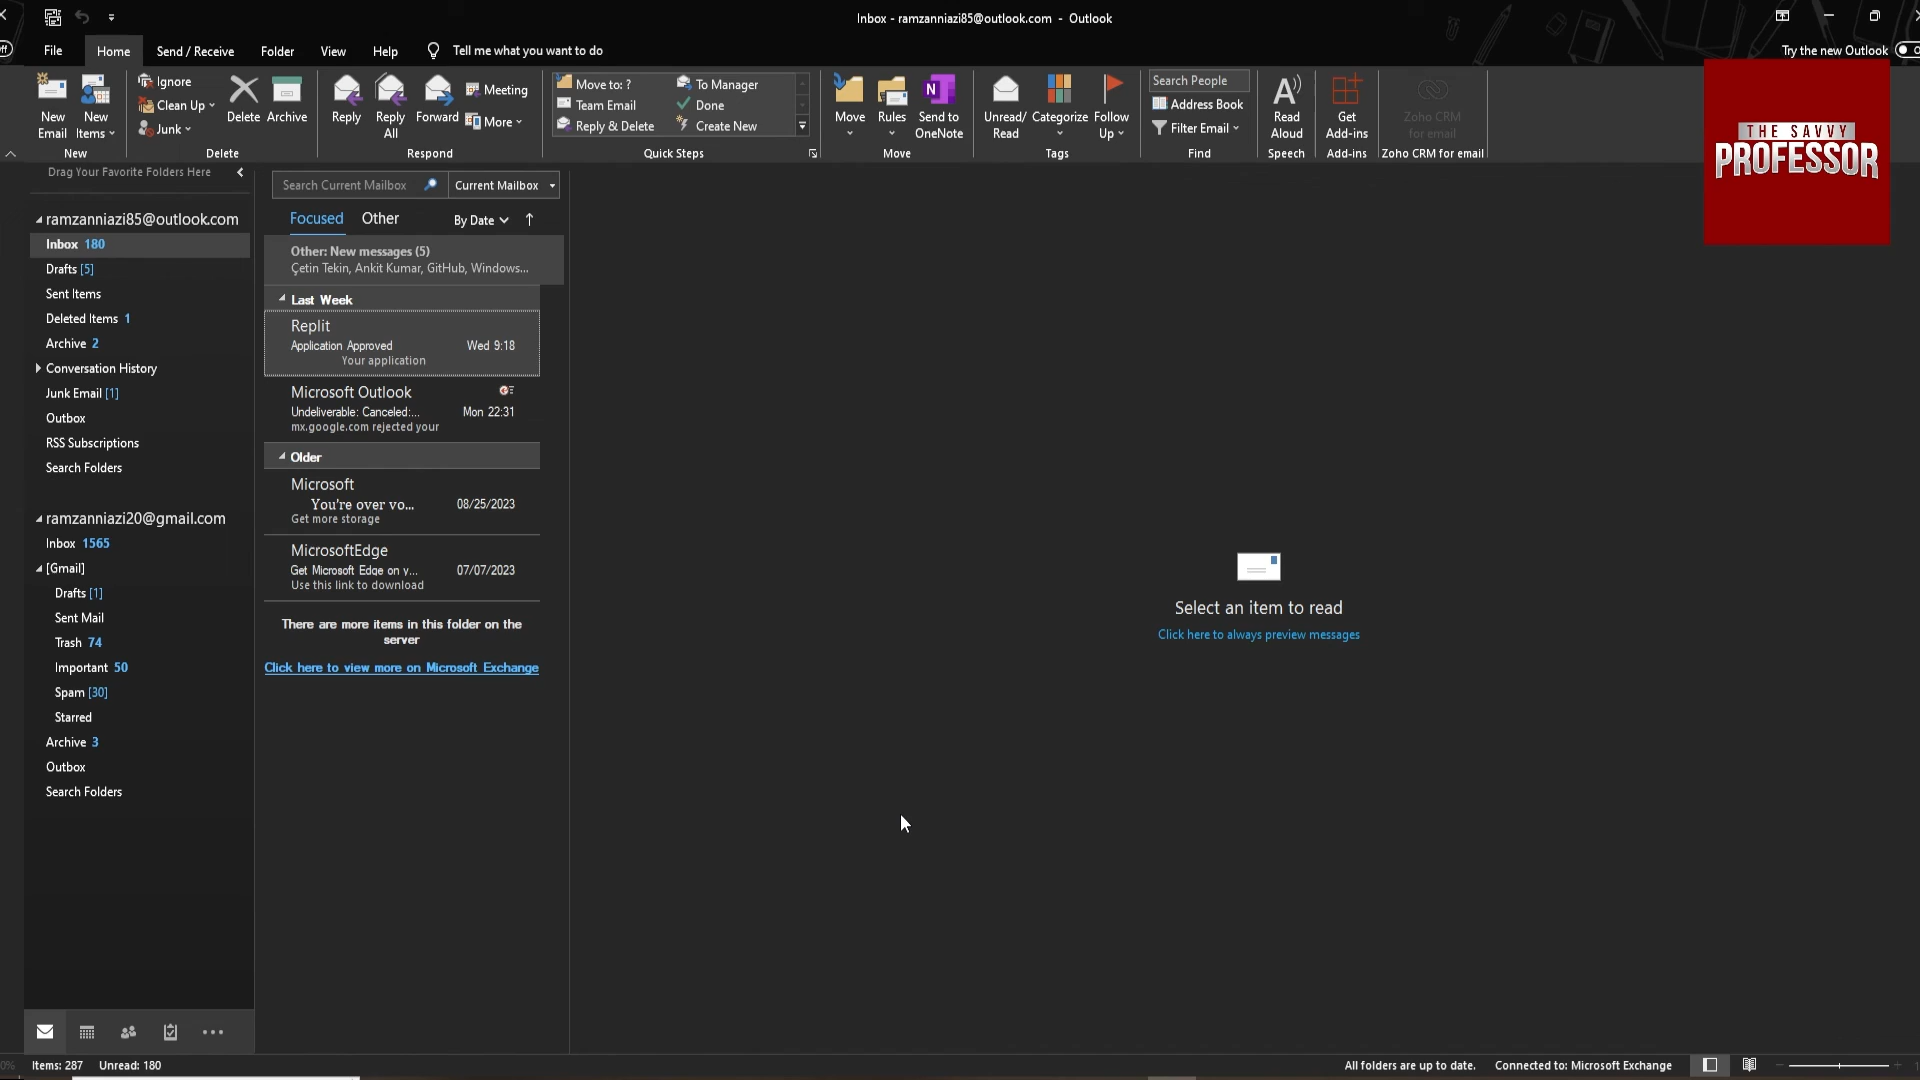 Inbox - ramzanniazi85@outlook.com - Outlook
File
Home
Send / Receive
Folder
View
Help
Tell me what you want to do
Try the new Outlook
New
Email
New
Items
New
Ignore
Clean Up
Junk
Delete
Archive
Delete
Reply
Reply
All
Forward
Meeting
More
Respond
Move to: ?
Team Email
Reply & Delete
To Manager
Done
Create New
Quick Steps
Move
Rules
Send to
OneNote
Move
Unread/
Read
Categorize
Follow
Up
Tags
Search People
Address Book
Filter Email
Find
Read
Aloud
Speech
Get
Add-ins
Add-ins
Zoho CRM
for email
Zoho CRM for email
THE SAVVY
PROFESSOR
Drag Your Favorite Folders Here
ramzanniazi85@outlook.com
Inbox 180
Drafts [5]
Sent Items
Deleted Items 1
Archive 2
Conversation History
Junk Email [1]
Outbox
RSS Subscriptions
Search Folders
ramzanniazi20@gmail.com
Inbox 1565
[Gmail]
Drafts [1]
Sent Mail
Trash 74
Important 50
Spam [30]
Starred
Archive 3
Outbox
Search Folders
Search Current Mailbox
Current Mailbox
Focused
Other
By Date
Other: New messages (5)
Çetin Tekin, Ankit Kumar, GitHub, Windows...
Last Week
Replit
Application Approved Wed 9:18
Your application
Microsoft Outlook
Undeliverable: Canceled:... Mon 22:31
mx.google.com rejected your
Older
Microsoft
You're over yo... 08/25/2023
Get more storage
MicrosoftEdge
Get Microsoft Edge on y... 07/07/2023
Use this link to download
There are more items in this folder on the
server
Click here to view more on Microsoft Exchange
Select an item to read
Click here to always preview messages
Items: 287
Unread: 180
All folders are up to date.
Connected to: Microsoft Exchange